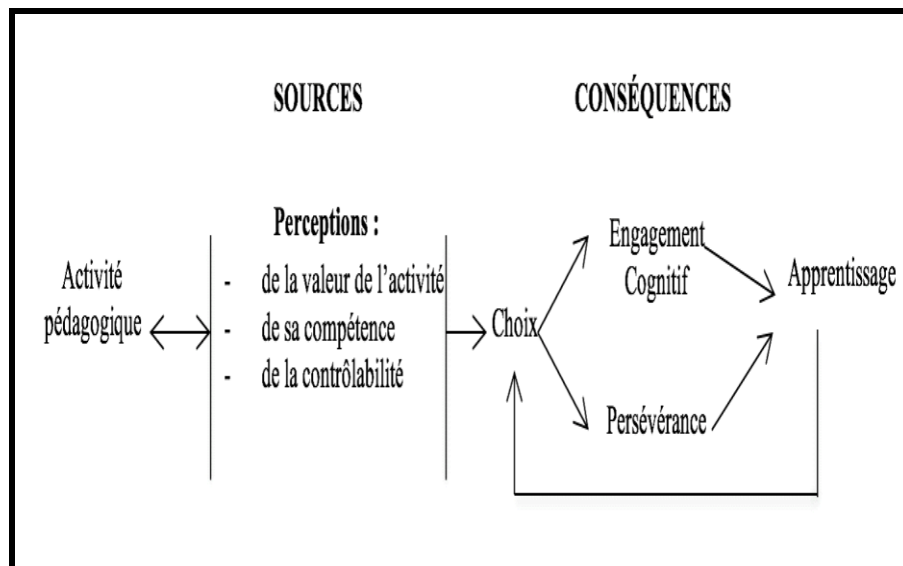 SOURCES
CONSÉQUENCES
Activité
pédagogique
Perceptions :
- de la valeur de l’activité
- de sa compétence
- de la contrôlabilité
Choix
Engagement
Cognitif
Persévérance
Apprentissage